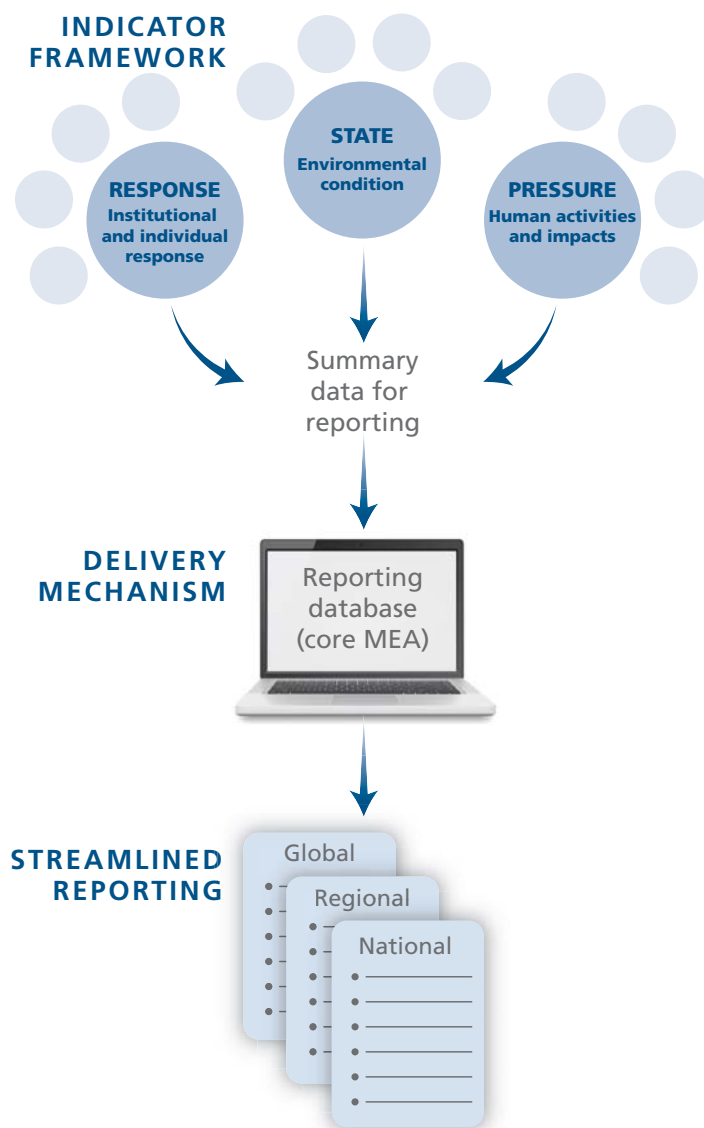 INDICATOR
FRAMEWORK
STATE
Environmental
condition
RESPONSE
Institutional
and individual
response
PRESSURE
Human activities
and impacts
Summary
data for
reporting
DELIVERY
MECHANISM
Reporting
database
(core MEA)
STREAMLINED
REPORTING
Global
Regional
National